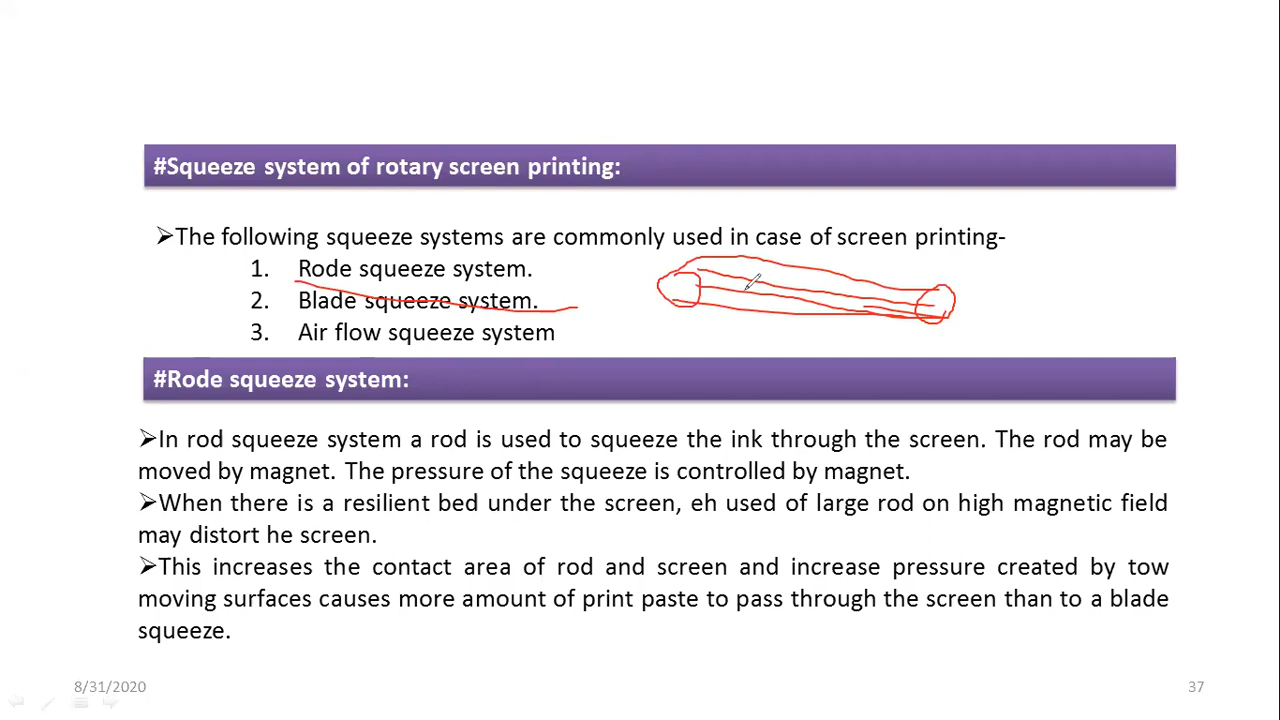 #Squeeze system of rotary screen printing:
➢The following squeeze systems are commonly used in case of screen printing-
1. Rode squeeze system.
2. Blade squeeze system.
3. Air flow squeeze system
#Rode squeeze system:
➢In rod squeeze system a rod is used to squeeze the ink through the screen. The rod may be
moved by magnet. The pressure of the squeeze is controlled by magnet.
➢When there is a resilient bed under the screen, eh used of large rod on high magnetic field
may distort he screen.
➢This increases the contact area of rod and screen and increase pressure created by tow
moving surfaces causes more amount of print paste to pass through the screen than to a blade
squeeze.
8/31/2020
37